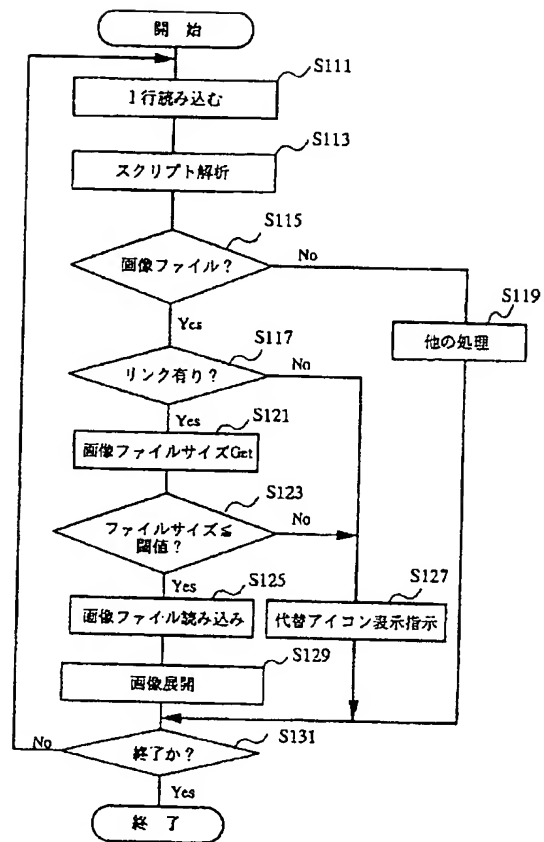 開 始
S111
1行読み込む
S113
スクリプト解析
S115
画像ファイル?
No
S119
他の処理
Yes
S117
リンク有り?
No
Yes
S121
画像ファイルサイズGet
S123
ファイルサイズ≦
閾値?
No
Yes
S125
画像ファイル読み込み
S127
代替アイコン表示指示
S129
画像展開
S131
終了か?
No
Yes
終 了